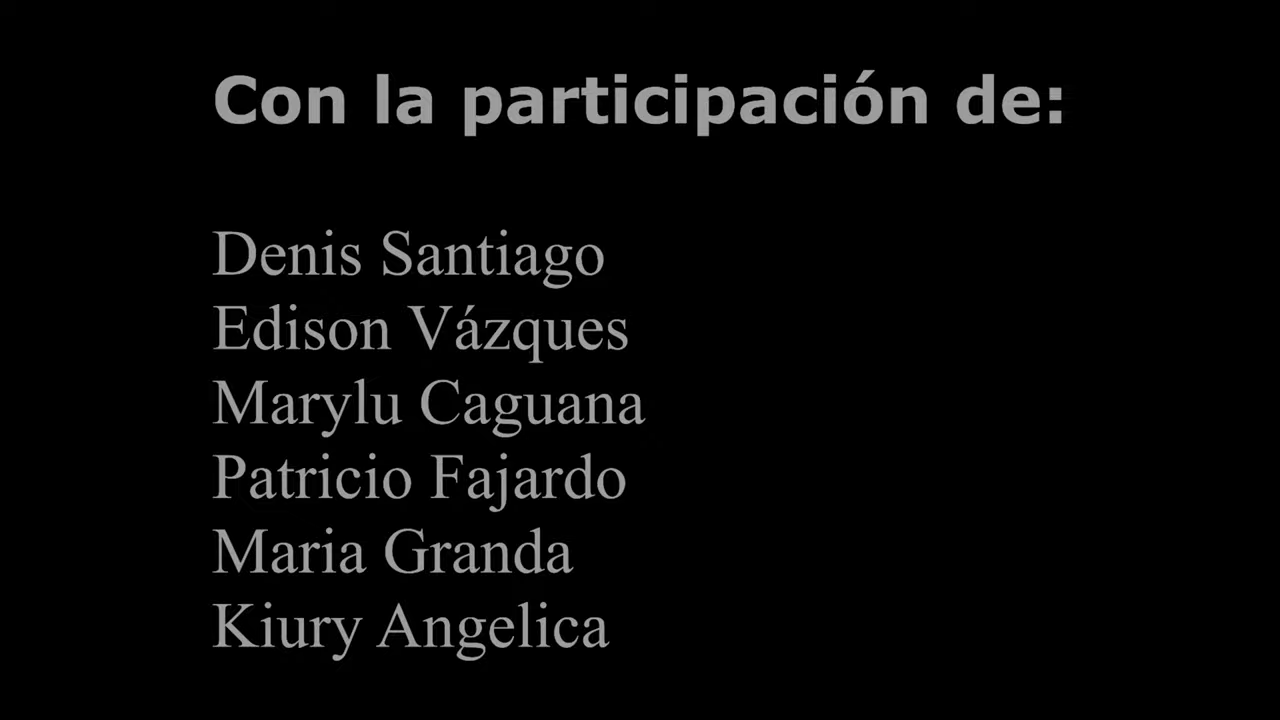 Con la participación de:
Denis Santiago
Edison Vázques
Marylu Caguana
Patricio Fajardo
Maria Granda
Kiury Angelica